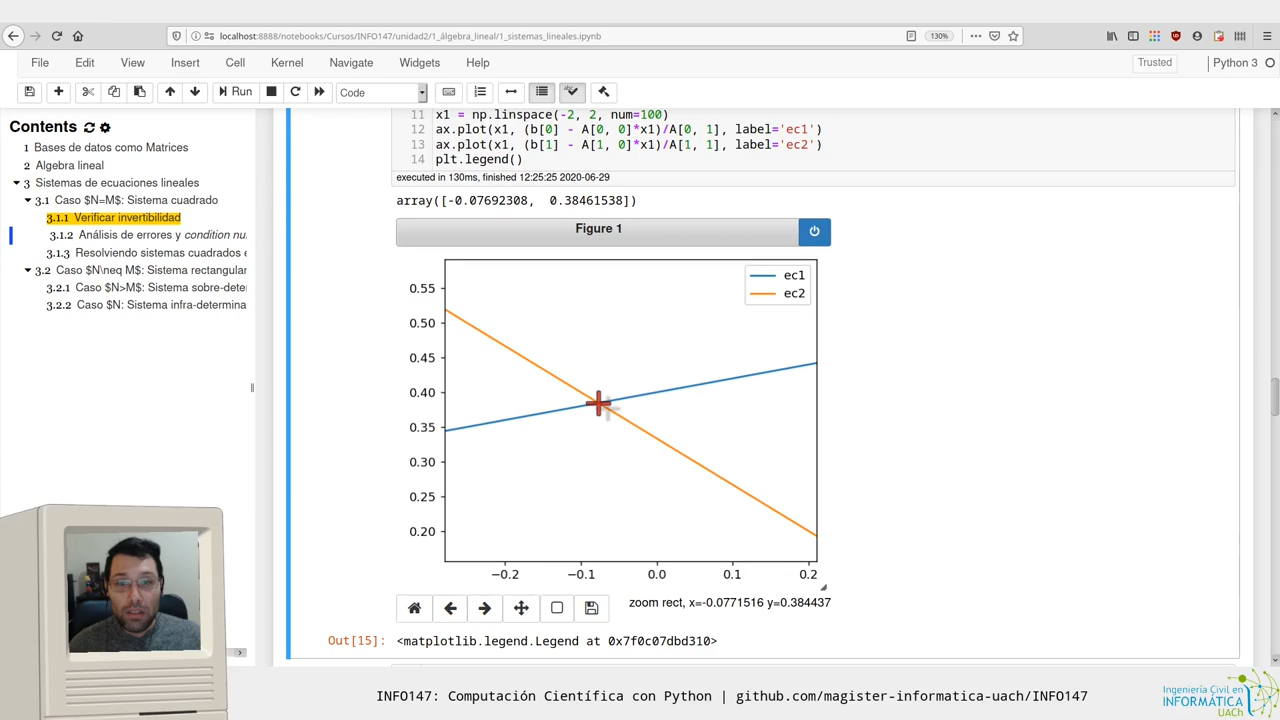 localhost:8888/notebooks/Cursos/INFO147/unidad2/1_álgebra_lineal/1_sistemas_lineales.ipynb
130%
File Edit View Insert Cell Kernel Navigate Widgets Help
Trusted
Python 3
Run
Code
Contents
1 Bases de datos como Matrices
2 Algebra lineal
3 Sistemas de ecuaciones lineales
3.1 Caso $N=M$: Sistema cuadrado
3.1.1 Verificar invertibilidad
3.1.2 Análisis de errores y condition nu
3.1.3 Resolviendo sistemas cuadrados e
3.2 Caso $N\neq M$: Sistema rectangular
3.2.1 Caso $N>M$: Sistema sobre-deter
3.2.2 Caso $N: Sistema infra-determina
11 x1 = np.linspace(-2, 2, num=100)
12 ax.plot(x1, (b[0] - A[0, 0]*x1)/A[0, 1], label='ec1')
13 ax.plot(x1, (b[1] - A[1, 0]*x1)/A[1, 1], label='ec2')
14 plt.legend()
executed in 130ms, finished 12:25:25 2020-06-29
array([-0.07692308, 0.38461538])
Figure 1
ec1
ec2
0.55
0.50
0.45
0.40
0.35
0.30
0.25
0.20
−0.2 −0.1 0.0 0.1 0.2
zoom rect, x=-0.0771516 y=0.384437
Out[15]: <matplotlib.legend.Legend at 0x7f0c07dbd310>
INFO147: Computación Científica con Python | github.com/magister-informatica-uach/INFO147
Ingeniería Civil en
INFORMÁTICA
UACh